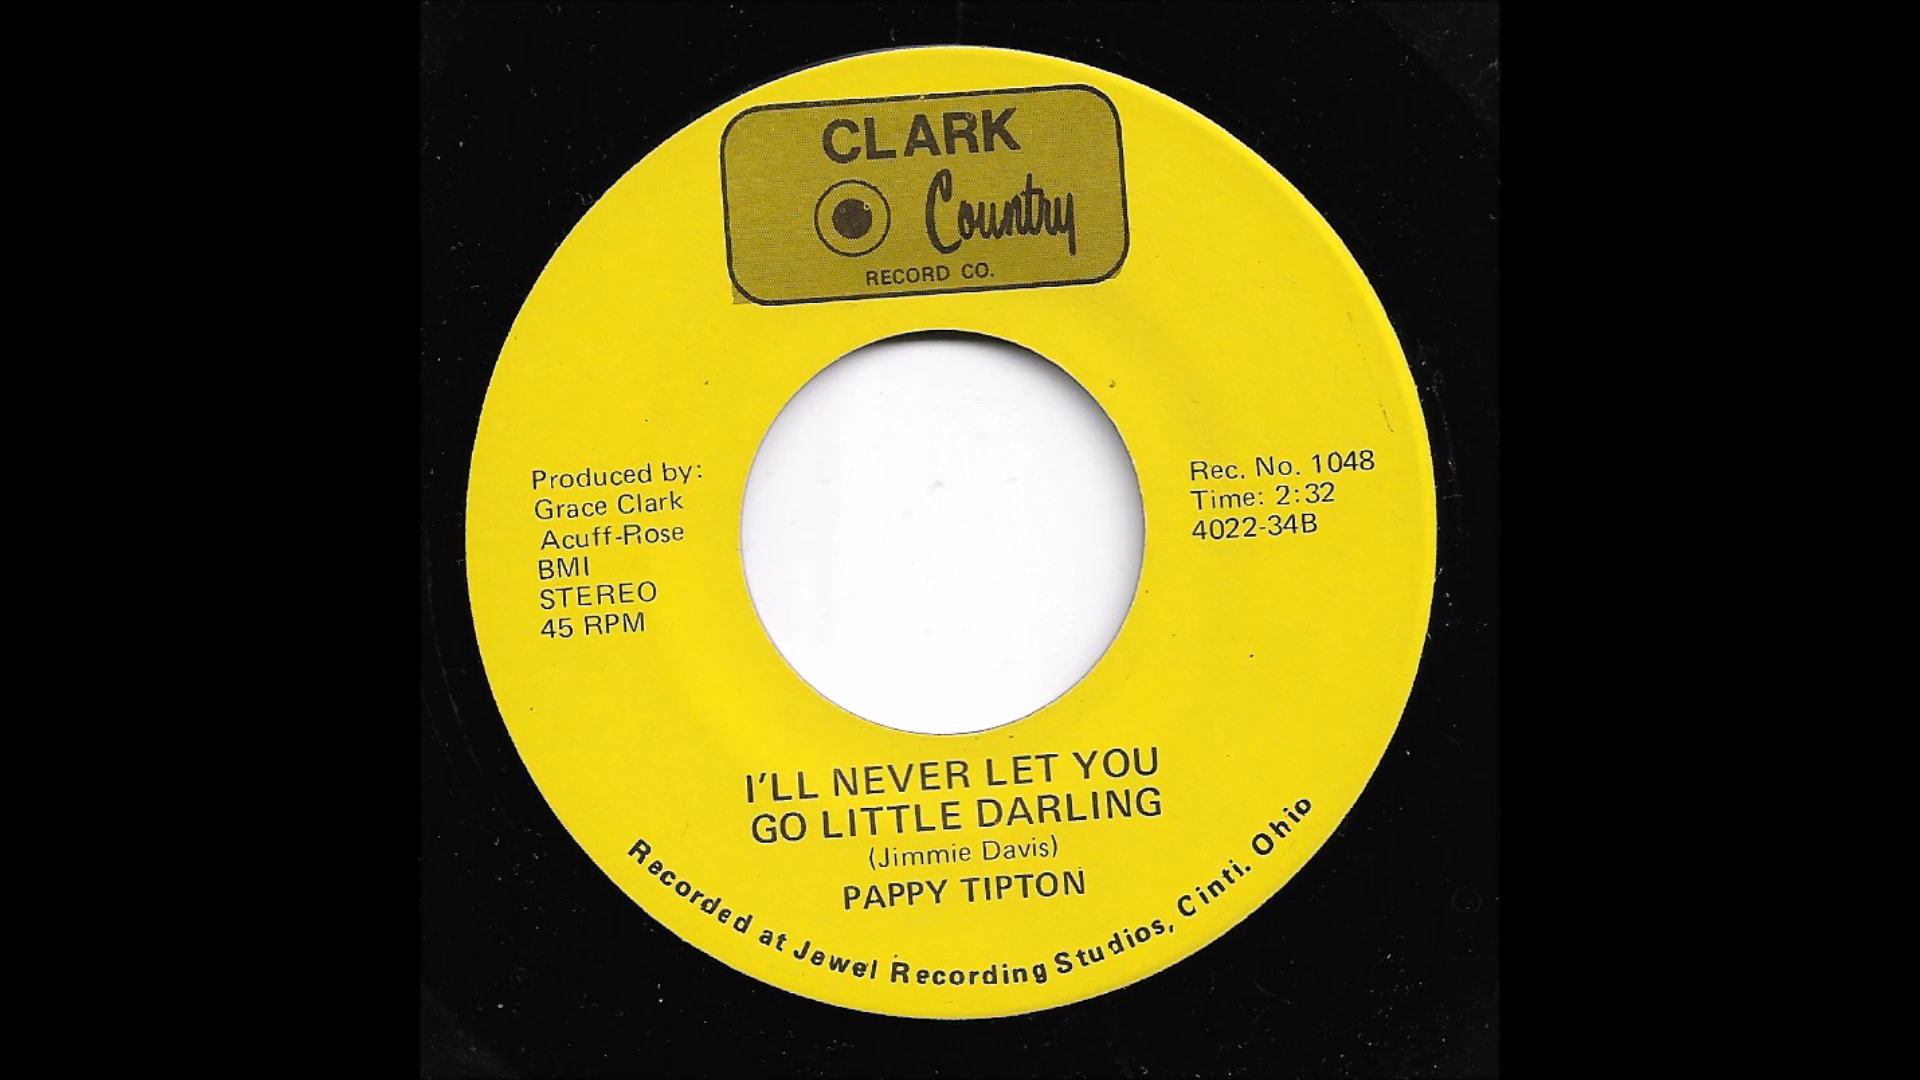 CLARK
Country
RECORD CO.
Produced by:
Grace Clark
Acuff-Rose
BMI
STEREO
45 RPM
Rec. No. 1048
Time: 2:32
4022-34B
I'LL NEVER LET YOU
GO LITTLE DARLING
(Jimmie Davis)
PAPPY TIPTON
Recorded at Jewel Recording Studios, Cinti. Ohio